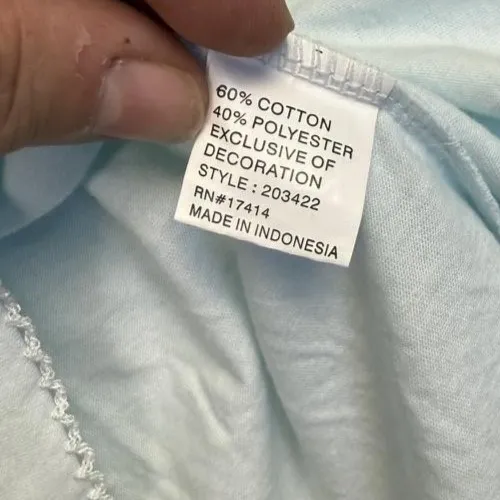 60% COTTON
40% POLYESTER
EXCLUSIVE OF
DECORATION
STYLE : 203422
RN#17414
MADE IN INDONESIA